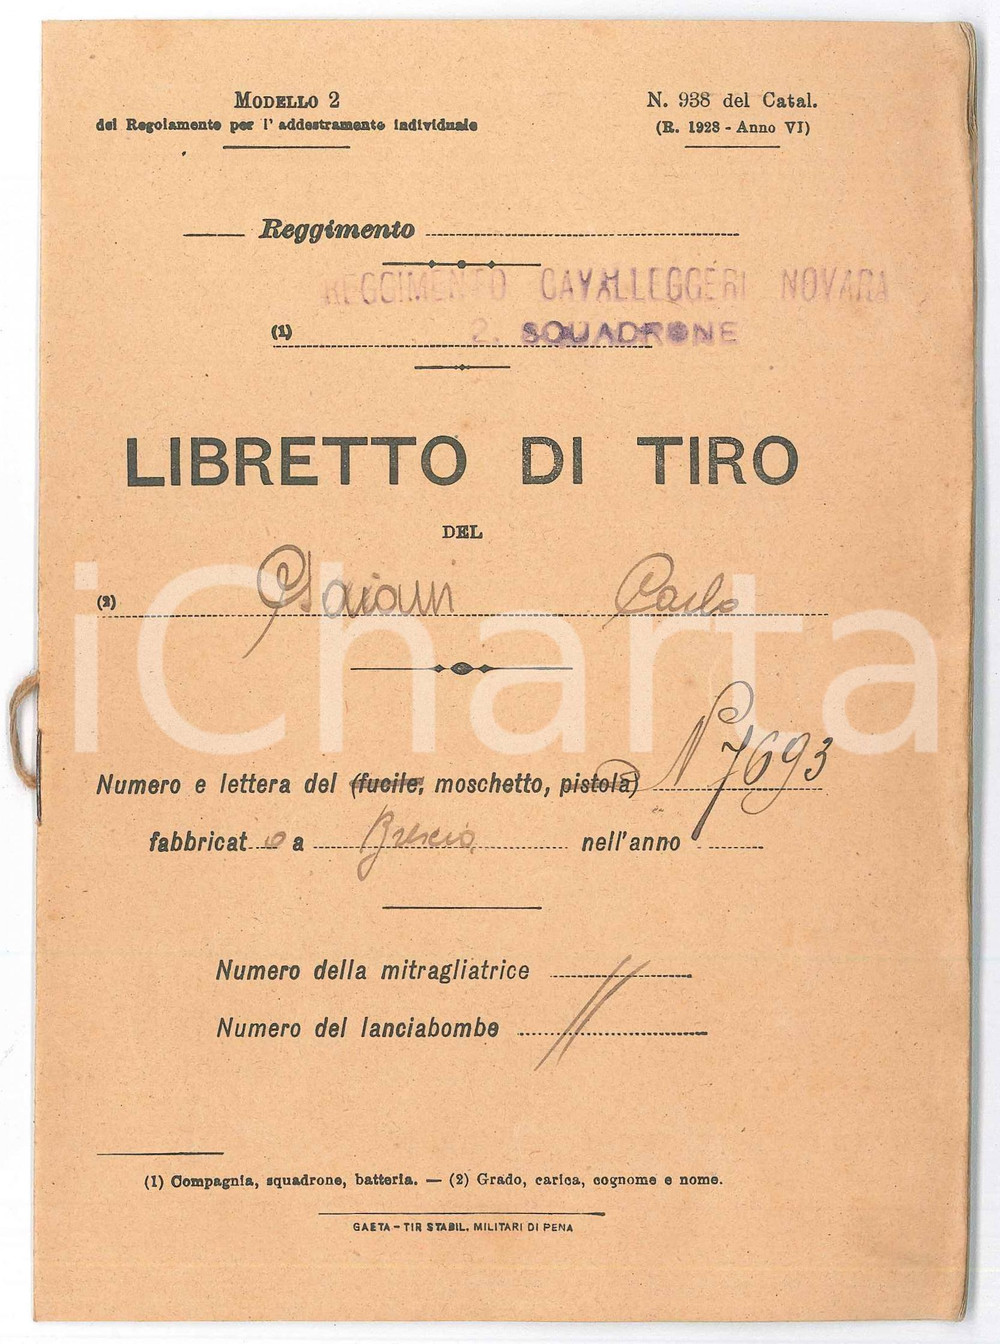 MODELLO 2
del Regolamento per l'addestramento individuale
N. 938 del Catal.
(R. 1928 - Anno VI)
Reggimento
REGGIMENTO CAVALLEGGERI NOVARA
(1) 2. SQUADRONE
LIBRETTO DI TIRO
DEL
(2) Carlo
iCharta
Numero e lettera del (fucile, moschetto, pistola) N 7693
fabbricat o a Brescia nell'anno
Numero della mitragliatrice
Numero del lanciabombe
(1) Compagnia, squadrone, batteria. — (2) Grado, carica, cognome e nome.
GAETA - TIP. STABIL. MILITARI DI PENA